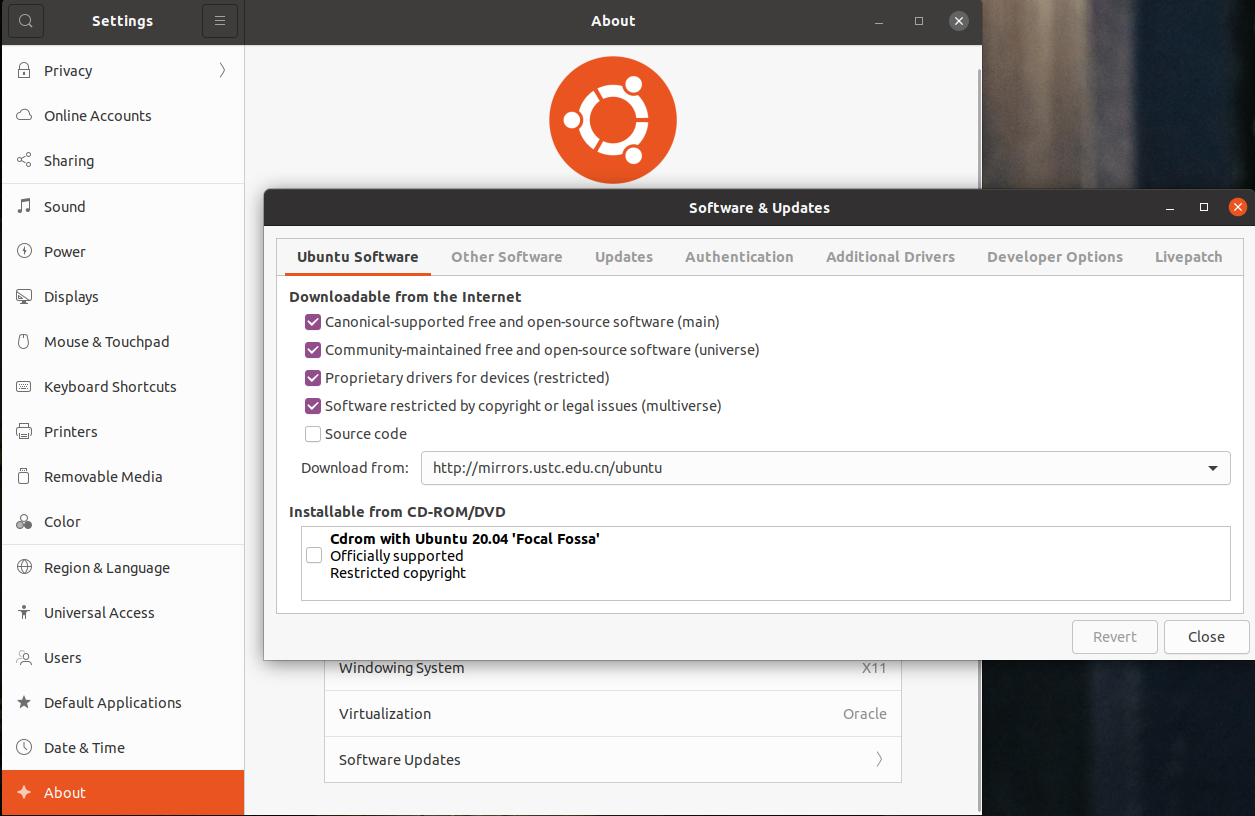 Settings
About
Privacy
Online Accounts
Sharing
Sound
Power
Displays
Mouse & Touchpad
Keyboard Shortcuts
Printers
Removable Media
Color
Region & Language
Universal Access
Users
Default Applications
Date & Time
About
Software & Updates
Ubuntu Software Other Software Updates Authentication Additional Drivers Developer Options Livepatch
Downloadable from the Internet
Canonical-supported free and open-source software (main)
Community-maintained free and open-source software (universe)
Proprietary drivers for devices (restricted)
Software restricted by copyright or legal issues (multiverse)
Source code
Download from: http://mirrors.ustc.edu.cn/ubuntu
Installable from CD-ROM/DVD
Cdrom with Ubuntu 20.04 'Focal Fossa'
Officially supported
Restricted copyright
Revert Close
Windowing System X11
Virtualization Oracle
Software Updates